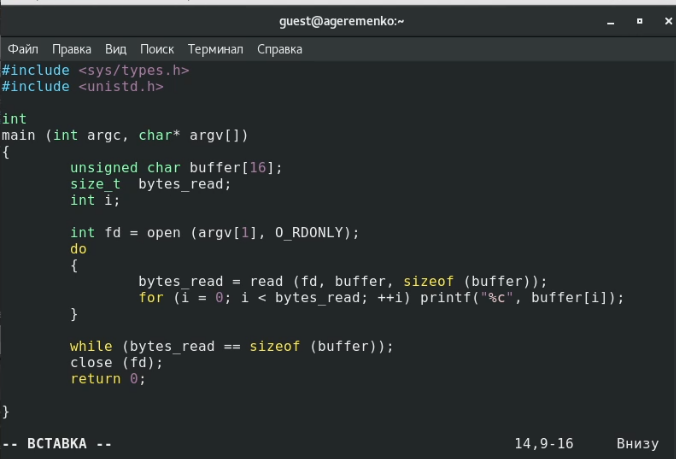 guest@ageremenko:~
Файл Правка Вид Поиск Терминал Справка
#include <sys/types.h>
#include <unistd.h>
int
main (int argc, char* argv[])
{
        unsigned char buffer[16];
        size_t  bytes_read;
        int i;

        int fd = open (argv[1], O_RDONLY);
        do
        {
                bytes_read = read (fd, buffer, sizeof (buffer));
                for (i = 0; i < bytes_read; ++i) printf("%c", buffer[i]);
        }

        while (bytes_read == sizeof (buffer));
        close (fd);
        return 0;

}
-- ВСТАВКА -- 14,9-16 Внизу